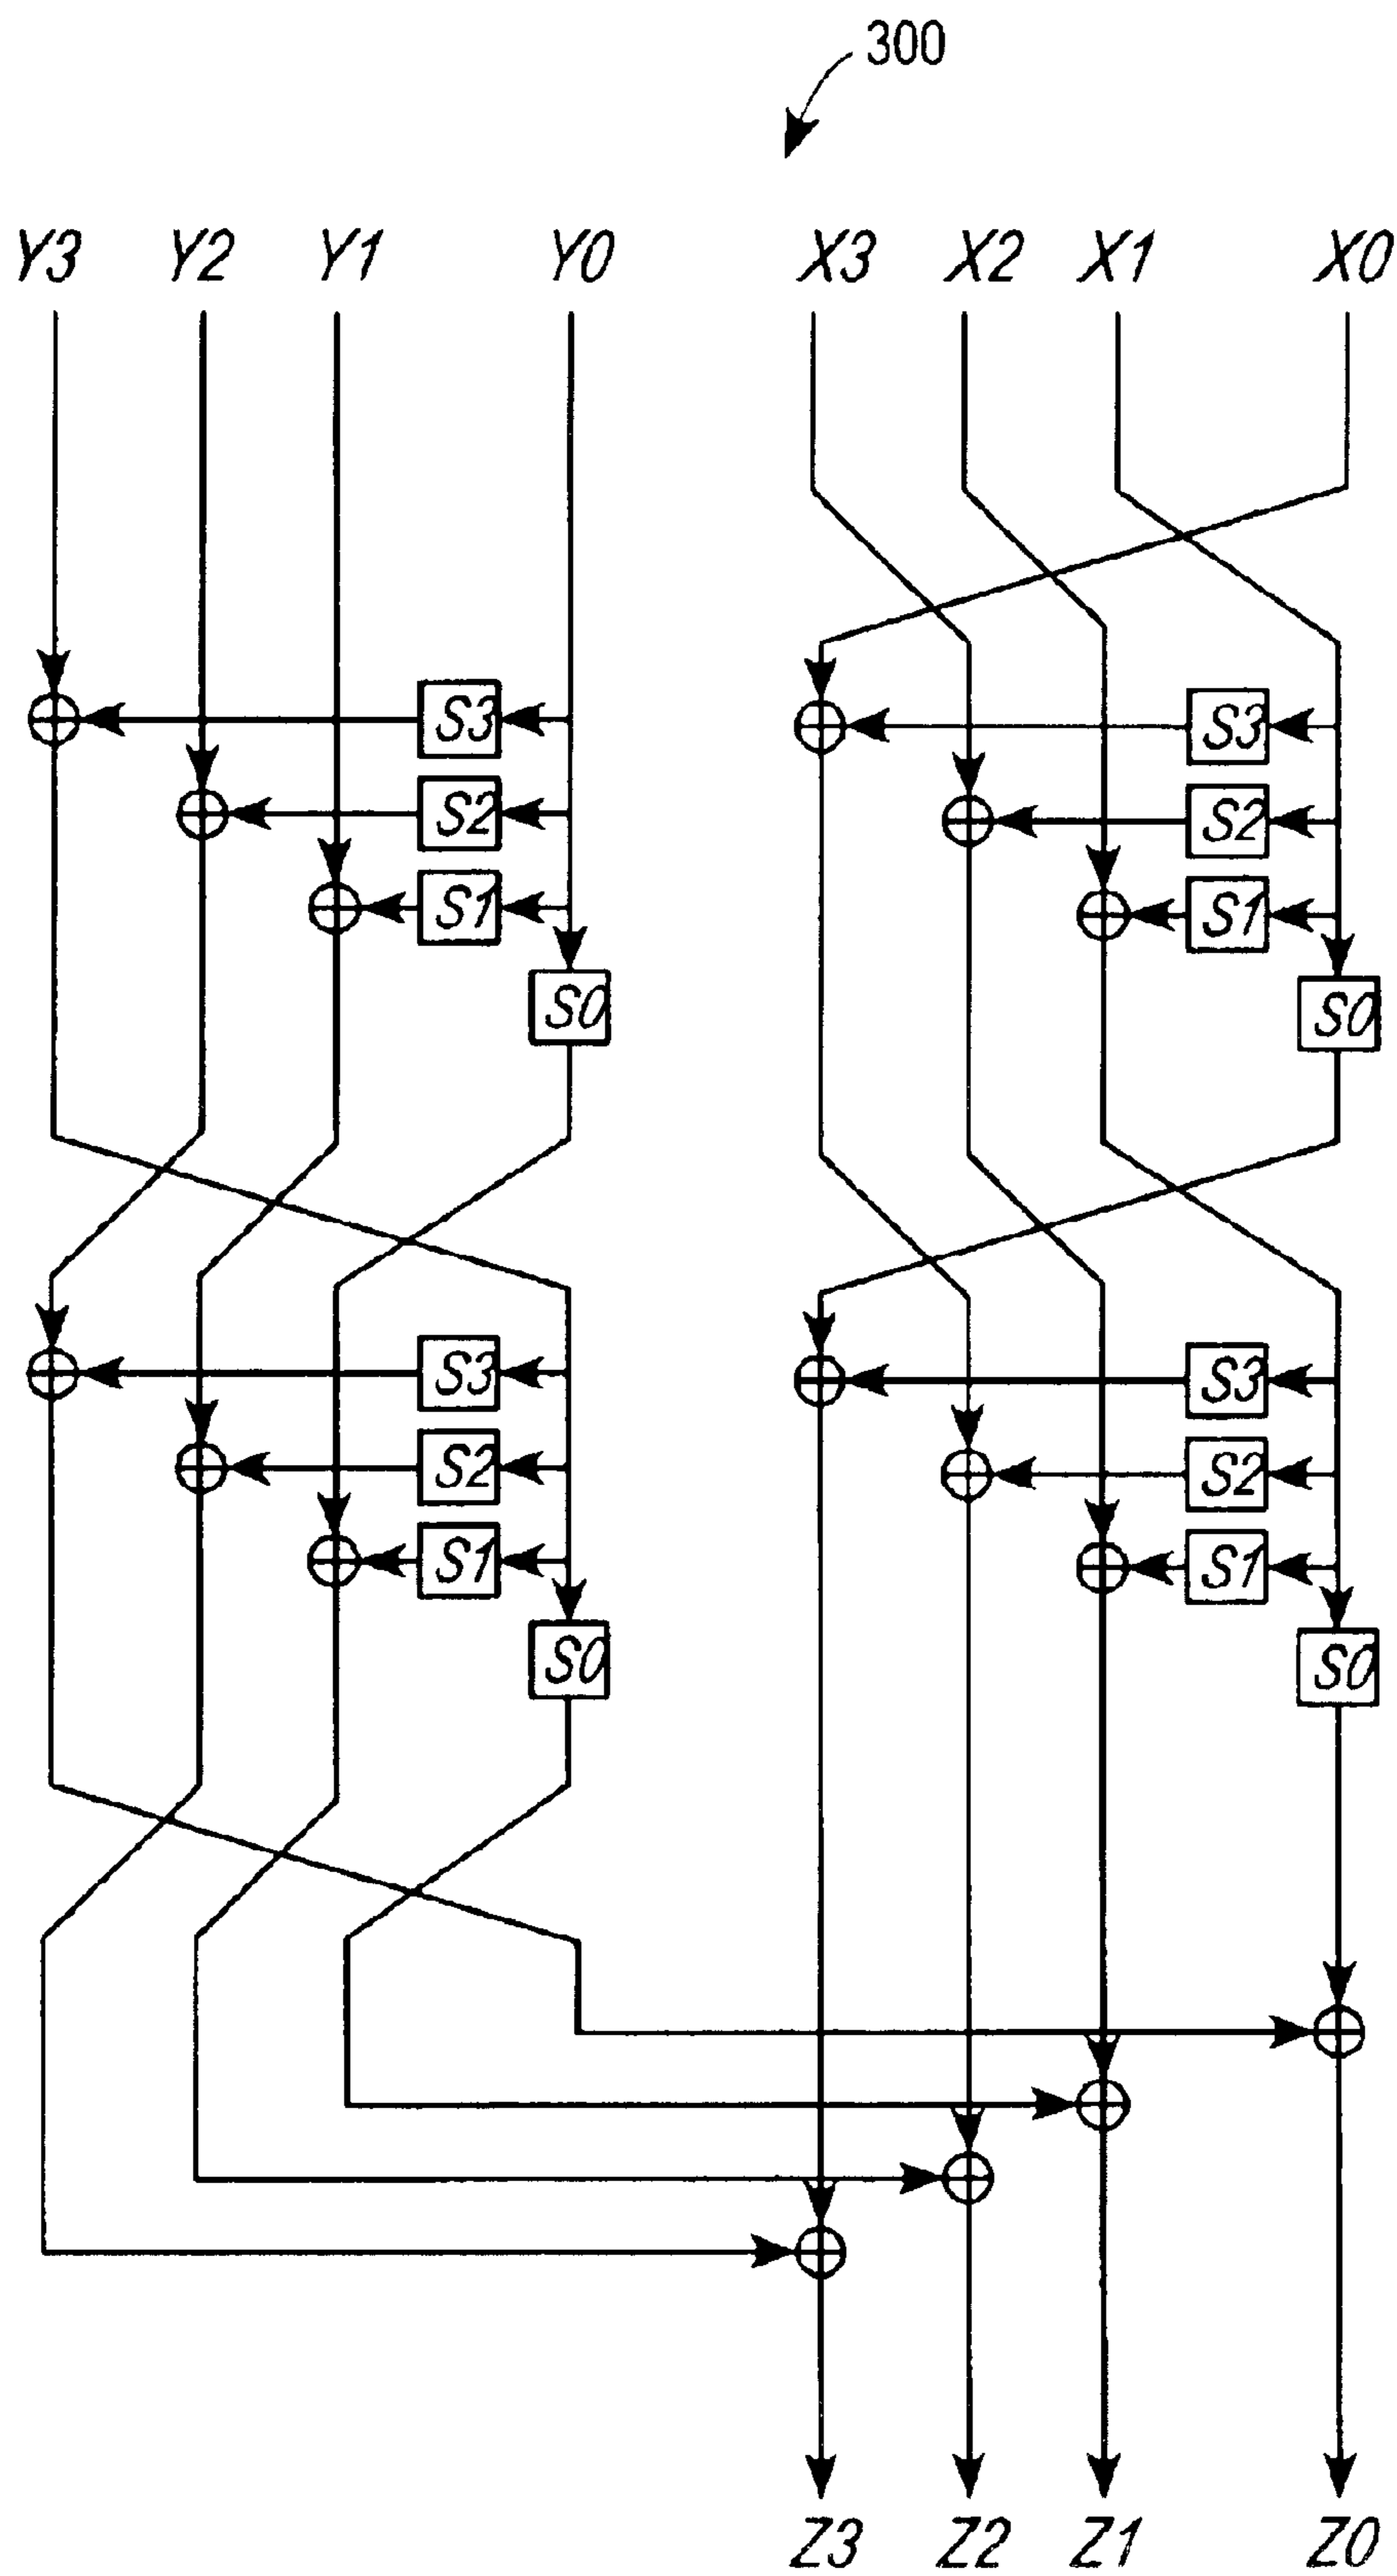 300
Y3 Y2 Y1 Y0 X3 X2 X1 X0
S3 S3
S2 S2
S1 S1
S0 S0
S3 S3
S2 S2
S1 S1
S0 S0
Z3 Z2 Z1 Z0